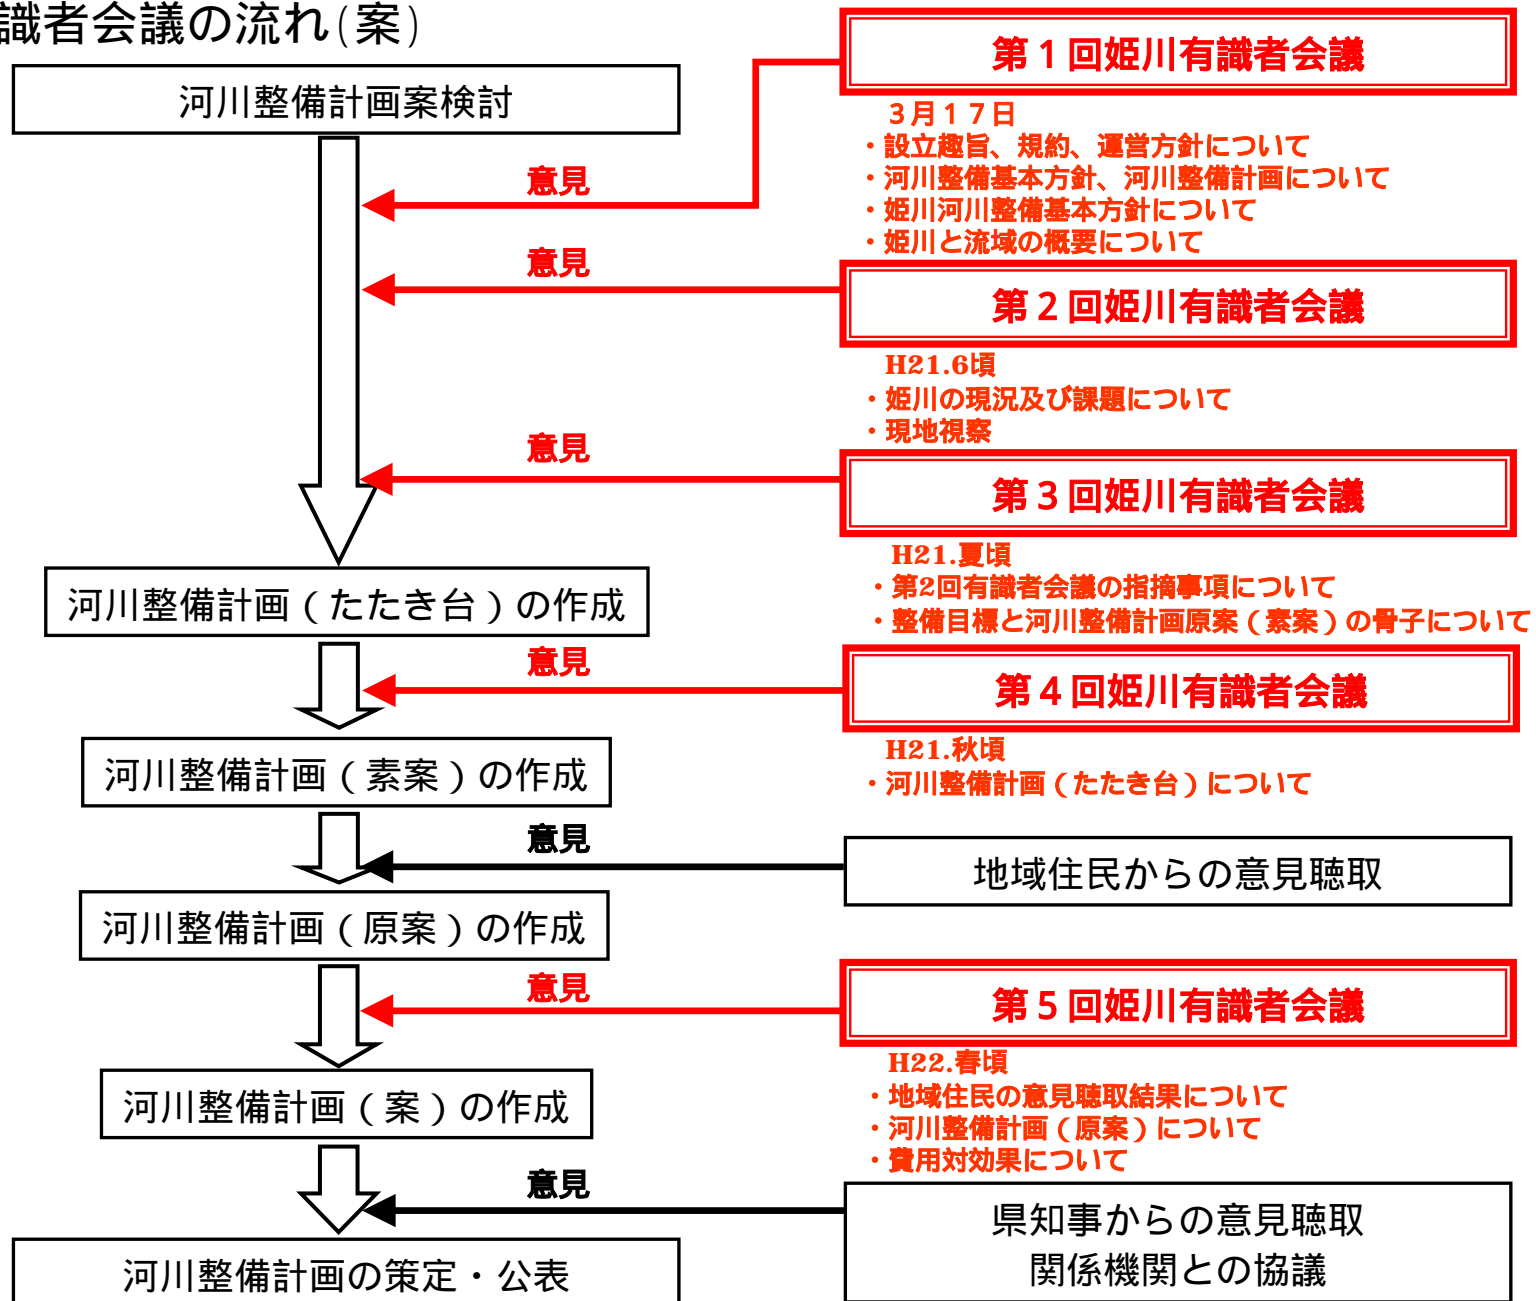 識者会議の流れ(案)
河川整備計画案検討
第1回姫川有識者会議
3月17日
・設立趣旨、規約、運営方針について
・河川整備基本方針、河川整備計画について
・姫川河川整備基本方針について
・姫川と流域の概要について
意見
意見
第2回姫川有識者会議
H21.6頃
・姫川の現況及び課題について
・現地視察
意見
第3回姫川有識者会議
H21.夏頃
・第2回有識者会議の指摘事項について
・整備目標と河川整備計画原案(素案)の骨子について
河川整備計画(たたき台)の作成
意見
第4回姫川有識者会議
H21.秋頃
・河川整備計画(たたき台)について
河川整備計画(素案)の作成
意見
地域住民からの意見聴取
河川整備計画(原案)の作成
意見
第5回姫川有識者会議
H22.春頃
・地域住民の意見聴取結果について
・河川整備計画(原案)について
・費用対効果について
河川整備計画(案)の作成
意見
県知事からの意見聴取
関係機関との協議
河川整備計画の策定・公表